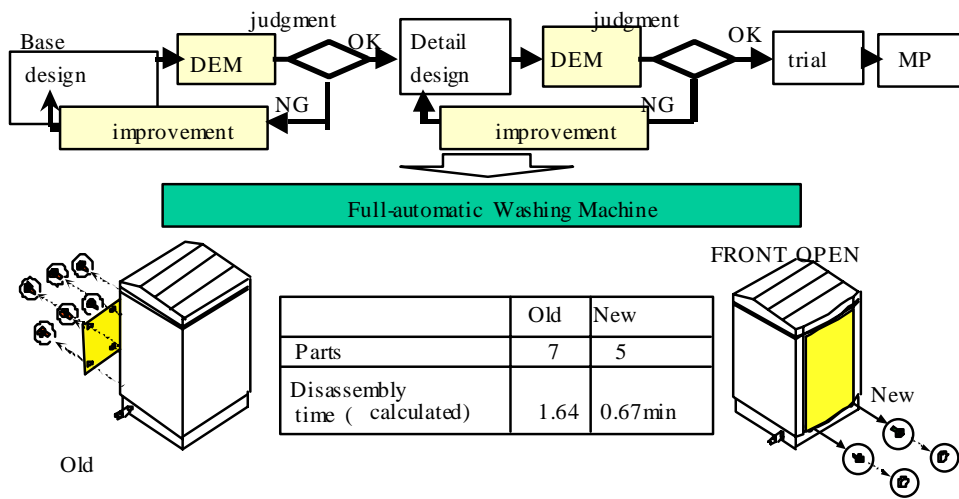 judgment
judgment
Base
design
DEM
OK
Detail
design
DEM
OK
trial
MP
NG
improvement
NG
improvement
Full-automatic Washing Machine
FRONT OPEN
Old New
Parts 7 5
Disassembly
time ( calculated) 1.64 0.67min
New
Old